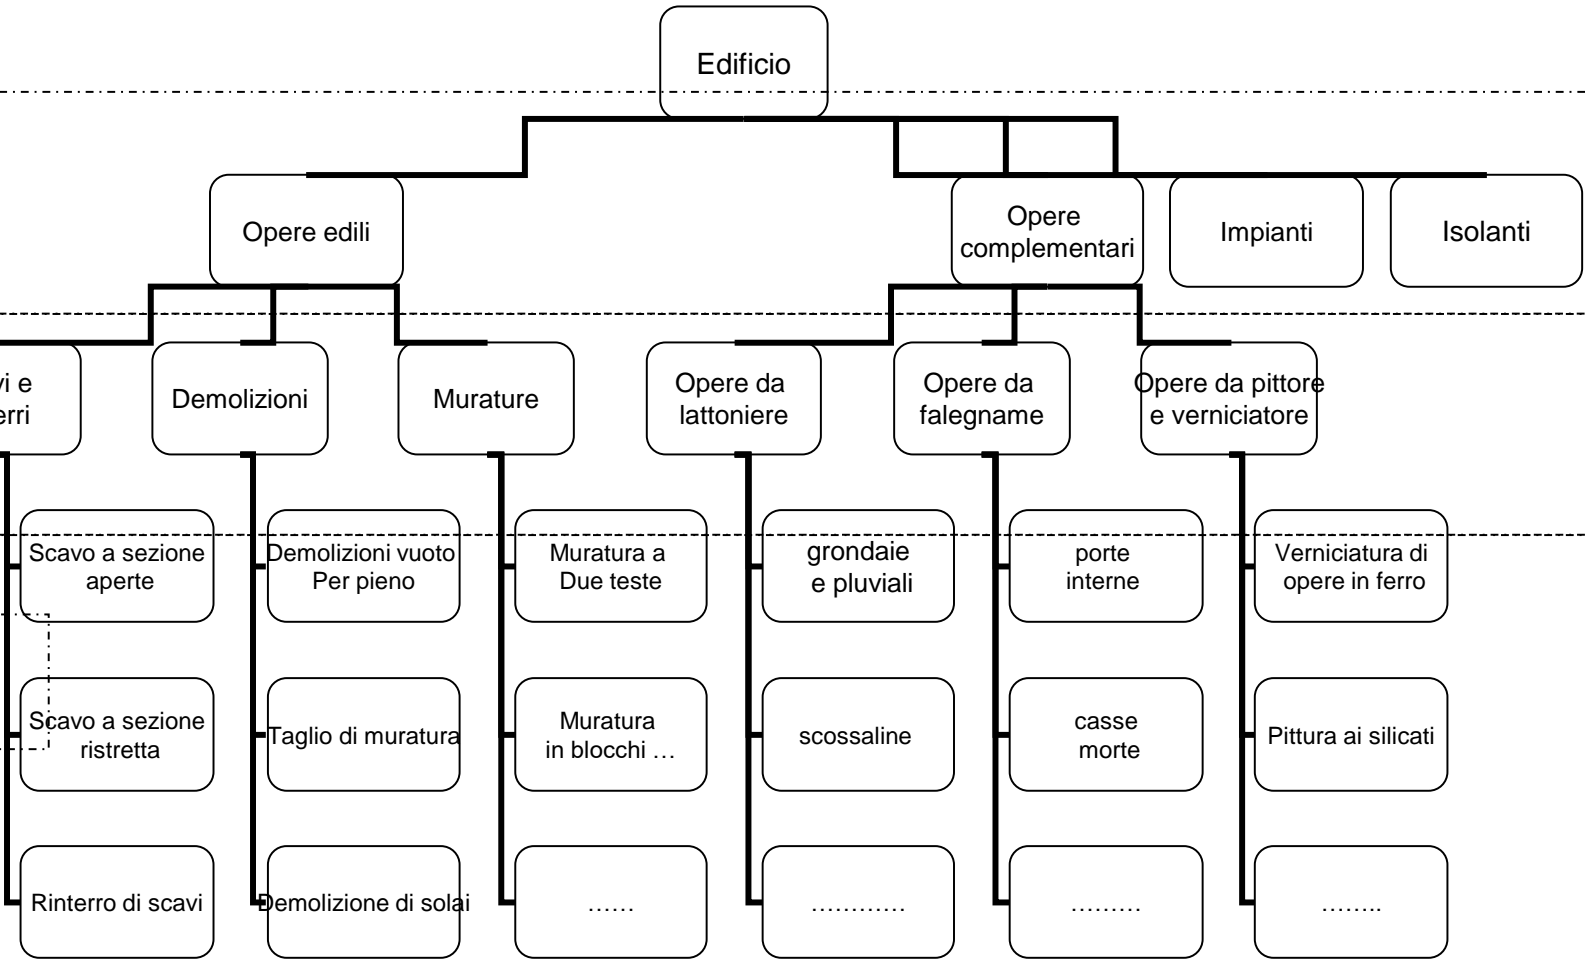 Edificio
Opere edili
Opere
complementari
Impianti
Isolanti
vi e
erri
Demolizioni
Murature
Opere da
lattoniere
Opere da
falegname
Opere da pittore
e verniciatore
Scavo a sezione
aperte
Demolizioni vuoto
Per pieno
Muratura a
Due teste
grondaie
e pluviali
porte
interne
Verniciatura di
opere in ferro
Scavo a sezione
ristretta
Taglio di muratura
Muratura
in blocchi …
scossaline
casse
morte
Pittura ai silicati
Rinterro di scavi
Demolizione di solai
……
…………
………
……..